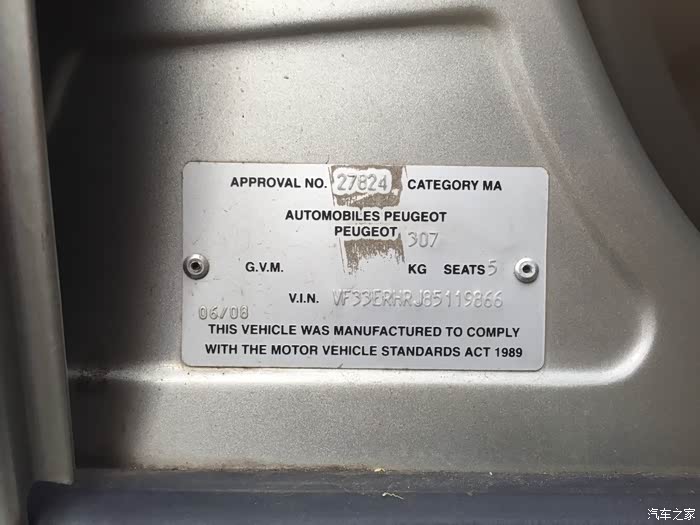 APPROVAL NO. 27824 CATEGORY MA
AUTOMOBILES PEUGEOT
PEUGEOT 307
G.V.M. KG SEATS 5
V.I.N. VF33ERHRJ85119866
06/08
THIS VEHICLE WAS MANUFACTURED TO COMPLY
WITH THE MOTOR VEHICLE STANDARDS ACT 1989
汽车之家